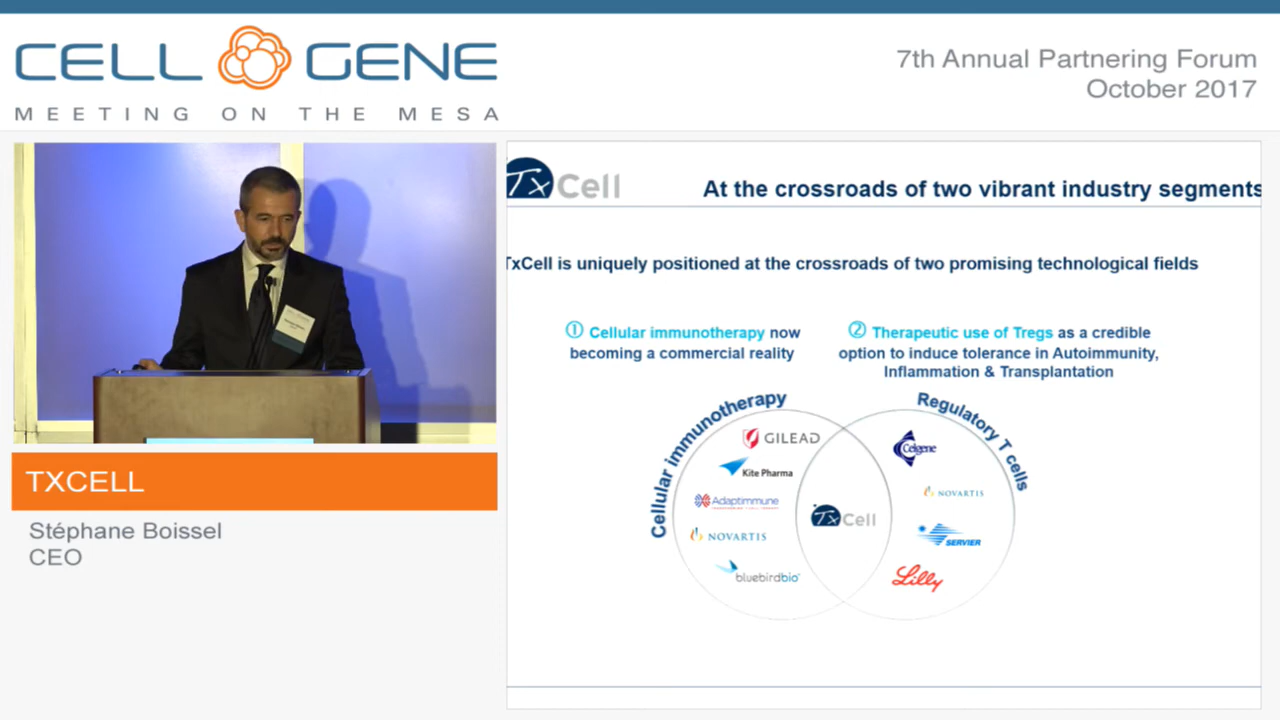 CELL GENE
MEETING ON THE MESA
7th Annual Partnering Forum
October 2017
TXCELL
Stéphane Boissel
CEO
TxCell
At the crossroads of two vibrant industry segments
TxCell is uniquely positioned at the crossroads of two promising technological fields
① Cellular immunotherapy now
becoming a commercial reality
② Therapeutic use of Tregs as a credible
option to induce tolerance in Autoimmunity,
Inflammation & Transplantation
Cellular immunotherapy
GILEAD
Kite Pharma
Adaptimmune
NOVARTIS
bluebirdbio
TxCell
Regulatory T cells
Celgene
NOVARTIS
SERVIER
Lilly